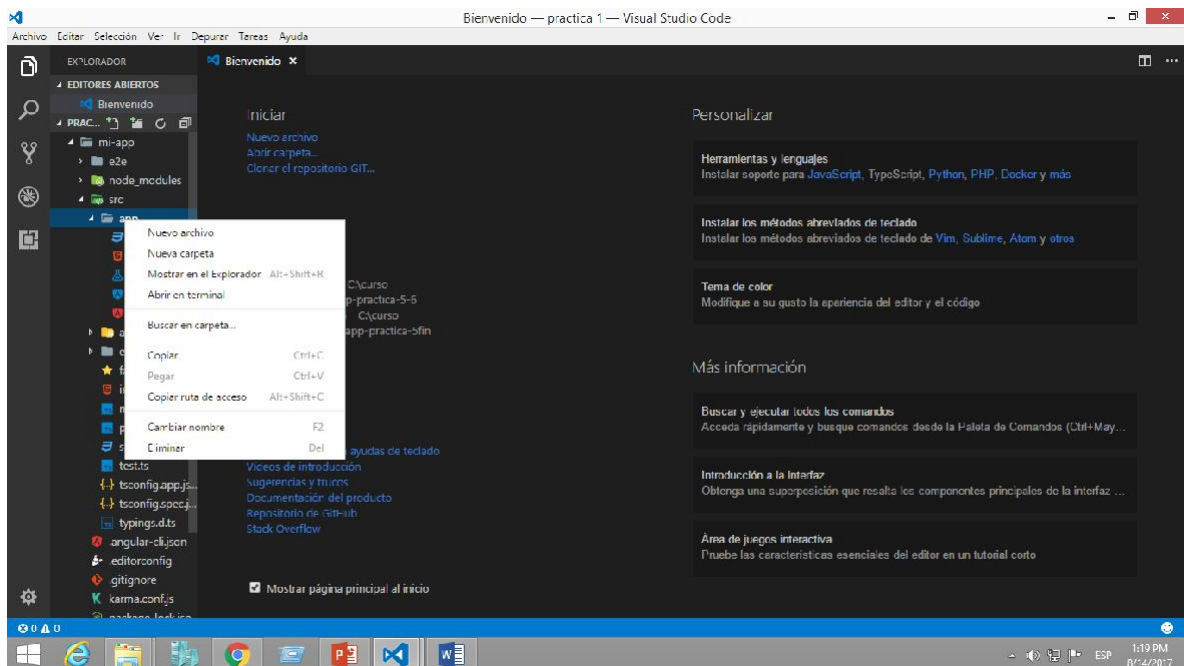 Bienvenido — practica 1 — Visual Studio Code
Archivo Editar Selección Ver Ir Depurar Tareas Ayuda
EXPLORADOR
Bienvenido
EDITORES ABIERTOS
Bienvenido
PRAC...
mi-app
e2e
node_modules
src
app
Nuevo archivo
Nueva carpeta
Mostrar en el Explorador Alt+Shift+R
Abrir en terminal
Buscar en carpeta...
Copiar Ctrl+C
Pegar Ctrl+V
Copiar ruta de acceso Alt+Shift+C
Cambiar nombre F2
Eliminar Del
test.ts
tsconfig.app.js...
tsconfig.spec.j...
typings.d.ts
.angular-cli.json
.editorconfig
.gitignore
karma.conf.js
Iniciar
Nuevo archivo
Abrir carpeta...
Clonar el repositorio GIT...
C:\curso
p-practica-5-6
C:\curso
app-practica-5fin
ayudas de teclado
Vídeos de introducción
Sugerencias y trucos
Documentación del producto
Repositorio de GitHub
Stack Overflow
Mostrar página principal al inicio
Personalizar
Herramientas y lenguajes
Instalar soporte para JavaScript, TypeScript, Python, PHP, Docker y más
Instalar los métodos abreviados de teclado
Instalar los métodos abreviados de teclado de Vim, Sublime, Atom y otros
Tema de color
Modifique a su gusto la apariencia del editor y el código
Más información
Buscar y ejecutar todos los comandos
Acceda rápidamente y busque comandos desde la Paleta de Comandos (Ctrl+May...
Introducción a la interfaz
Obtenga una superposición que resalta los componentes principales de la interfaz ...
Área de juegos interactiva
Pruebe las características esenciales del editor en un tutorial corto
0 0
ESP
1:19 PM
8/14/2017